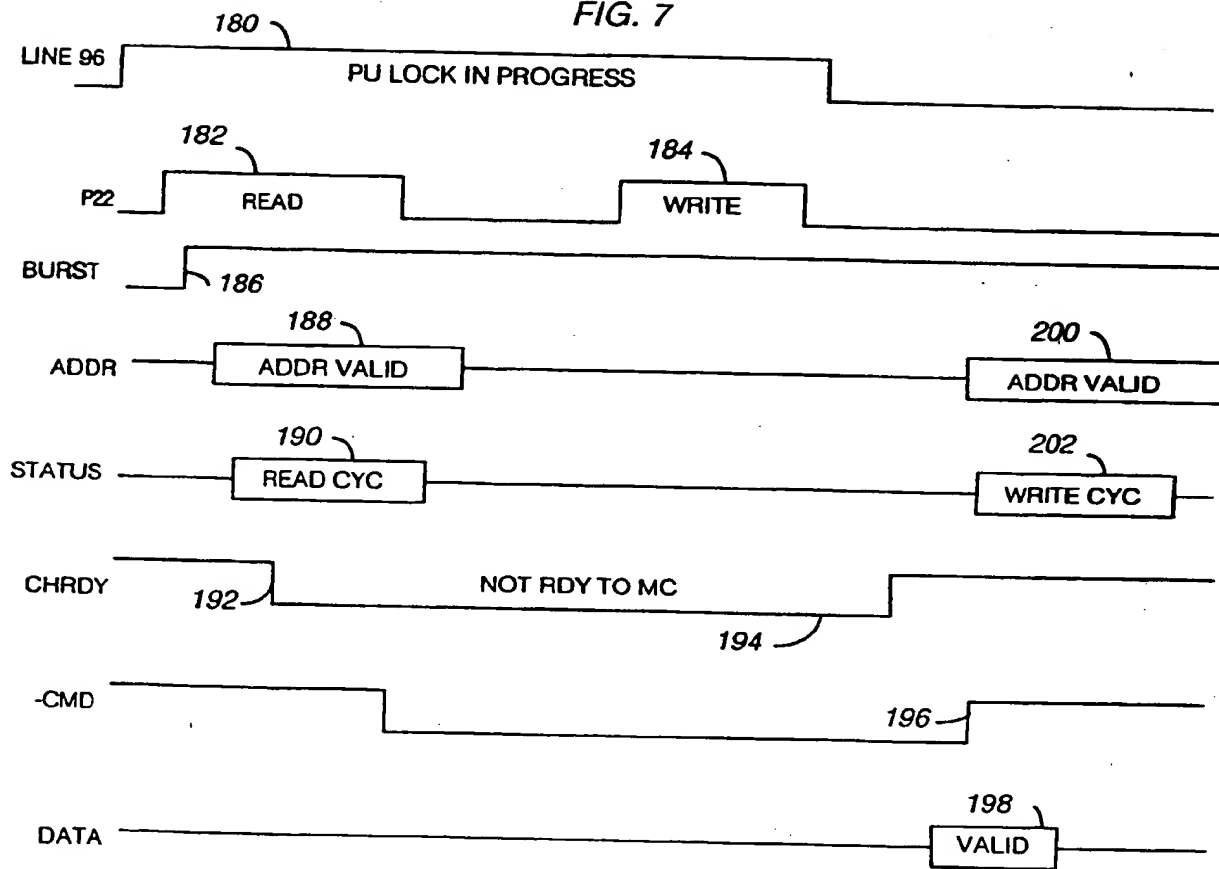 FIG. 7
180
LINE 96
PU LOCK IN PROGRESS
182
184
P22
READ
WRITE
BURST
186
188
200
ADDR
ADDR VALID
ADDR VALID
190
202
STATUS
READ CYC
WRITE CYC
CHRDY
192
NOT RDY TO MC
194
-CMD
196
198
DATA
VALID